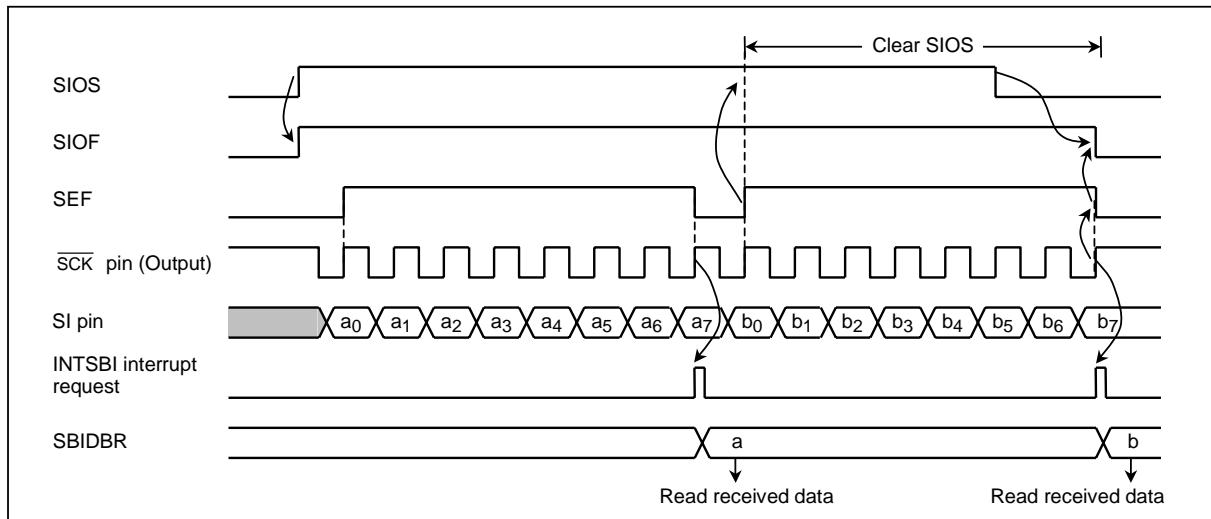 Clear SIOS
SIOS
SIOF
SEF
SCK pin (Output)
SI pin
a0 a1 a2 a3 a4 a5 a6 a7 b0 b1 b2 b3 b4 b5 b6 b7
INTSBI interrupt
request
SBIDBR
a
b
Read received data
Read received data